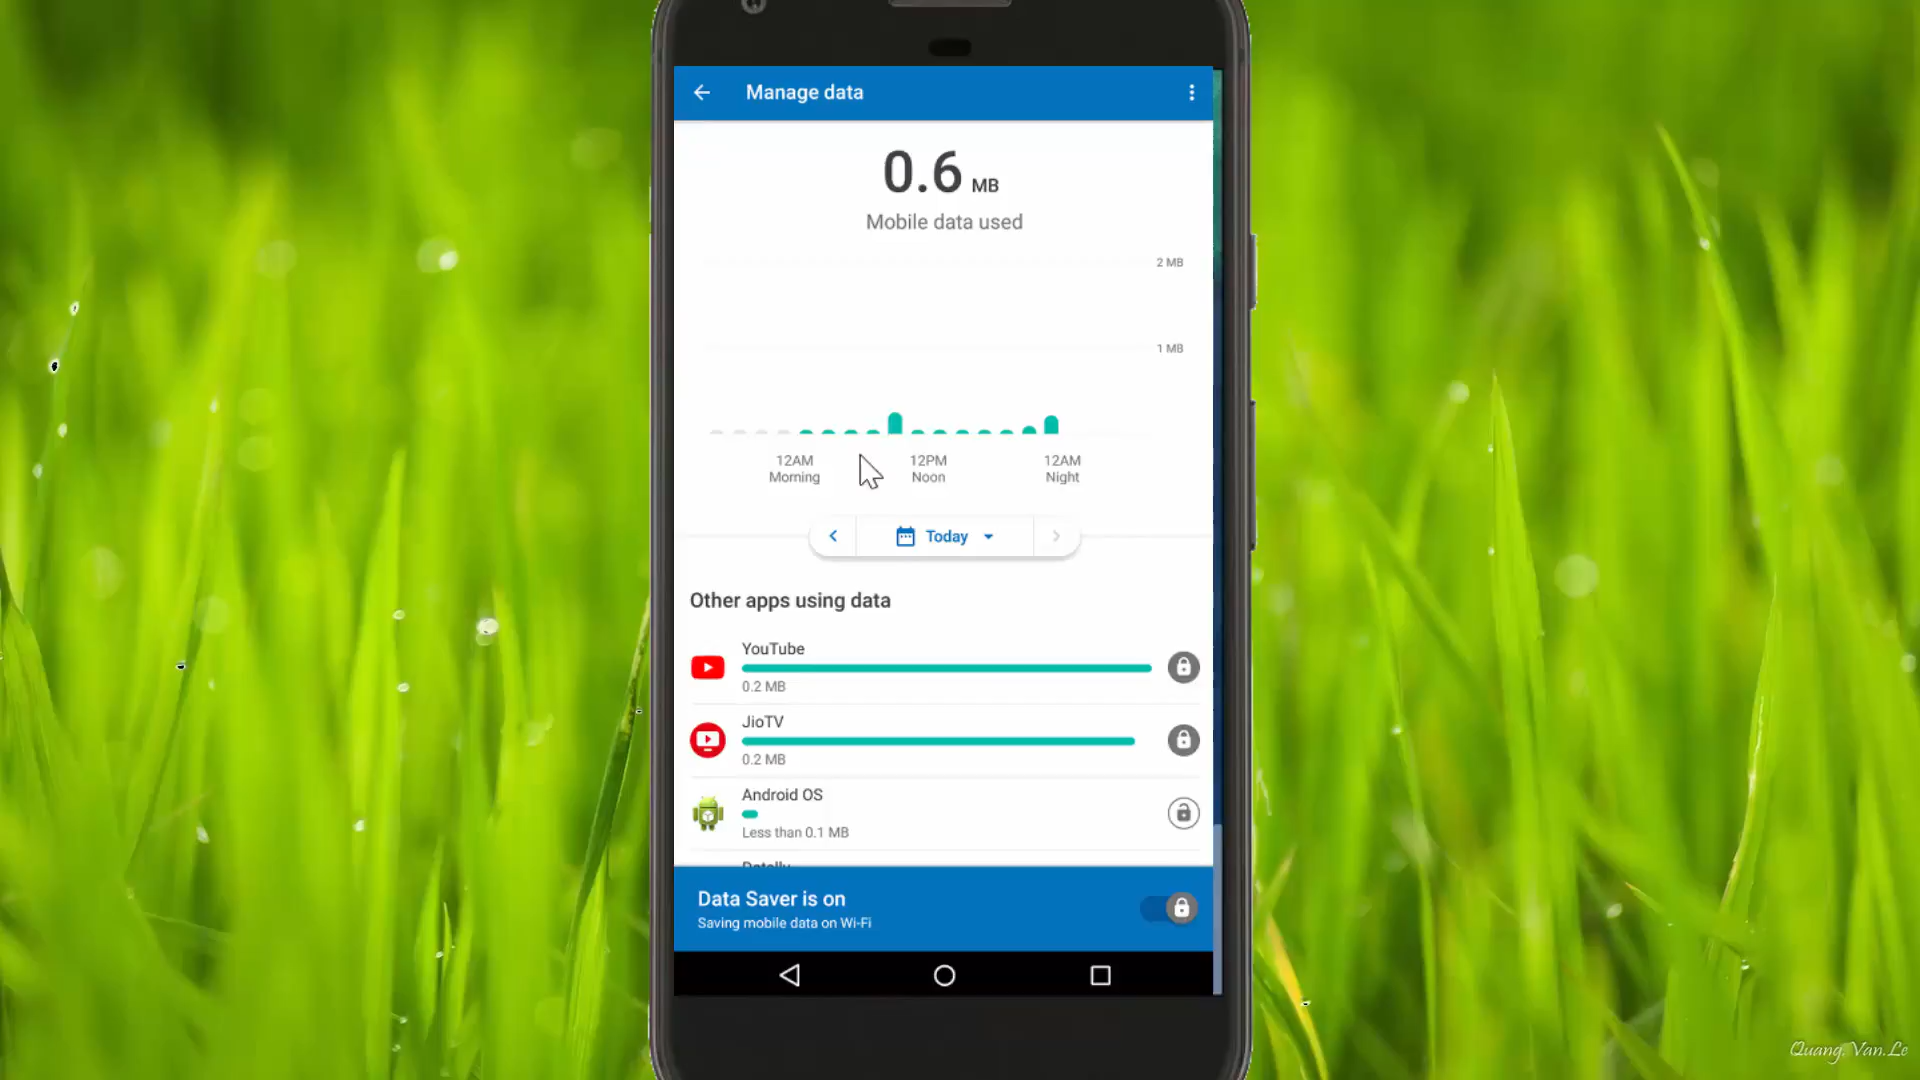 Manage data
0.6 MB
Mobile data used
2 MB
1 MB
12AM
Morning
12PM
Noon
12AM
Night
Today
Other apps using data
YouTube
0.2 MB
JioTV
0.2 MB
Android OS
Less than 0.1 MB
Datally
Data Saver is on
Saving mobile data on Wi-Fi
Quang.Van.Le